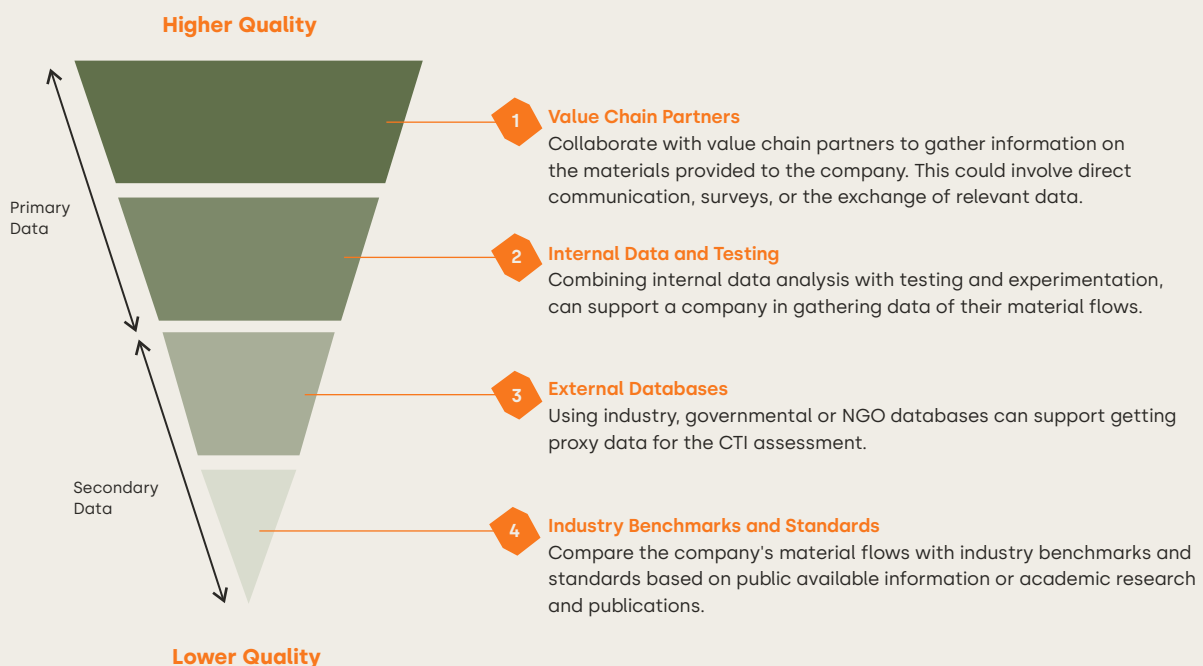 Higher Quality
Primary
Data
1
Value Chain Partners
Collaborate with value chain partners to gather information on
the materials provided to the company. This could involve direct
communication, surveys, or the exchange of relevant data.
2
Internal Data and Testing
Combining internal data analysis with testing and experimentation,
can support a company in gathering data of their material flows.
3
External Databases
Using industry, governmental or NGO databases can support getting
proxy data for the CTI assessment.
Secondary
Data
4
Industry Benchmarks and Standards
Compare the company's material flows with industry benchmarks and
standards based on public available information or academic research
and publications.
Lower Quality